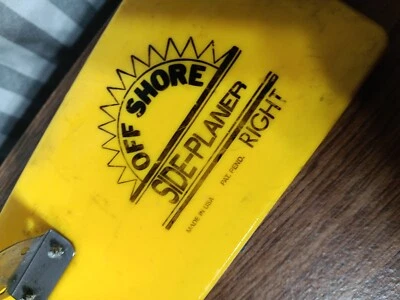 OFF SHORE
SIDE-PLANER
RIGHT
MADE IN USA PAT. PEND.